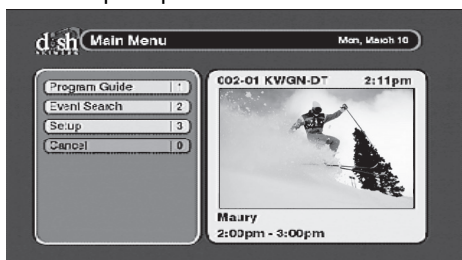 dish
NETWORK
Main Menu
Mon, March 10
Program Guide 1
Event Search 2
Setup 3
Cancel 0
002-01 KWGN-DT 2:11pm
Maury
2:00pm - 3:00pm